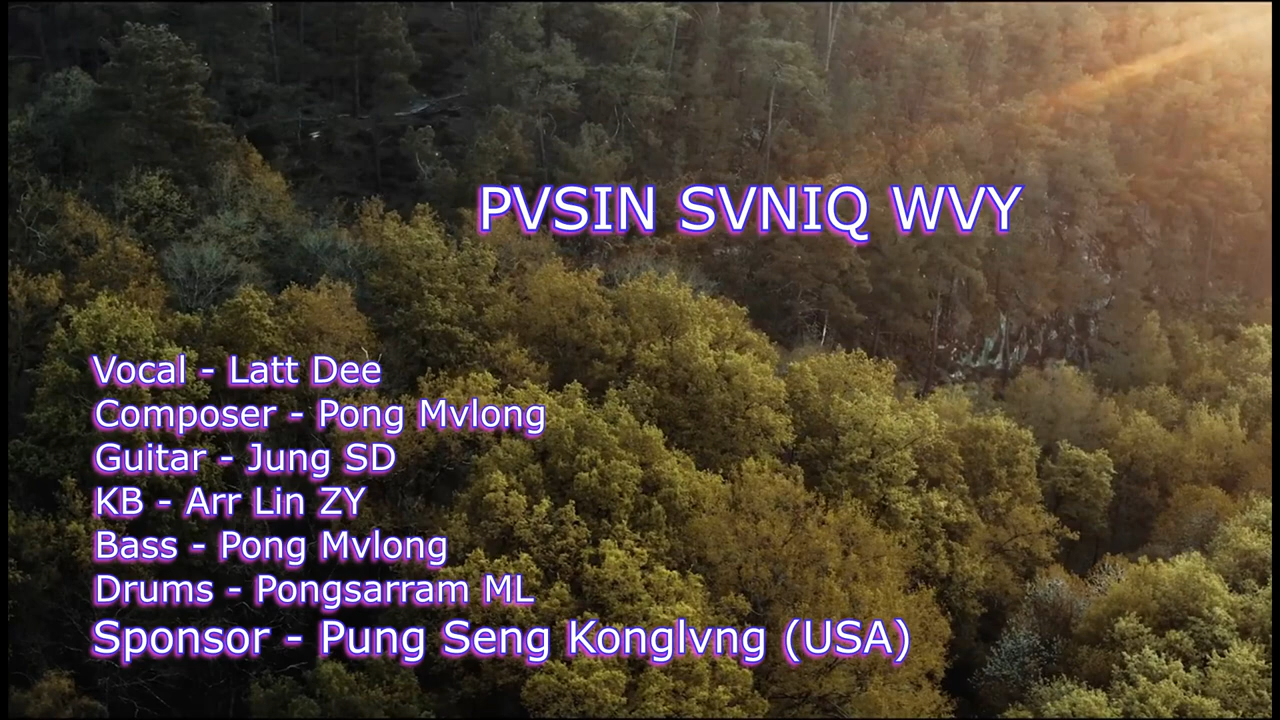 PVSIN SVNIQ WVY
Vocal - Latt Dee
Composer - Pong Mvlong
Guitar - Jung SD
KB - Arr Lin ZY
Bass - Pong Mvlong
Drums - Pongsarram ML
Sponsor - Pung Seng Konglvng (USA)